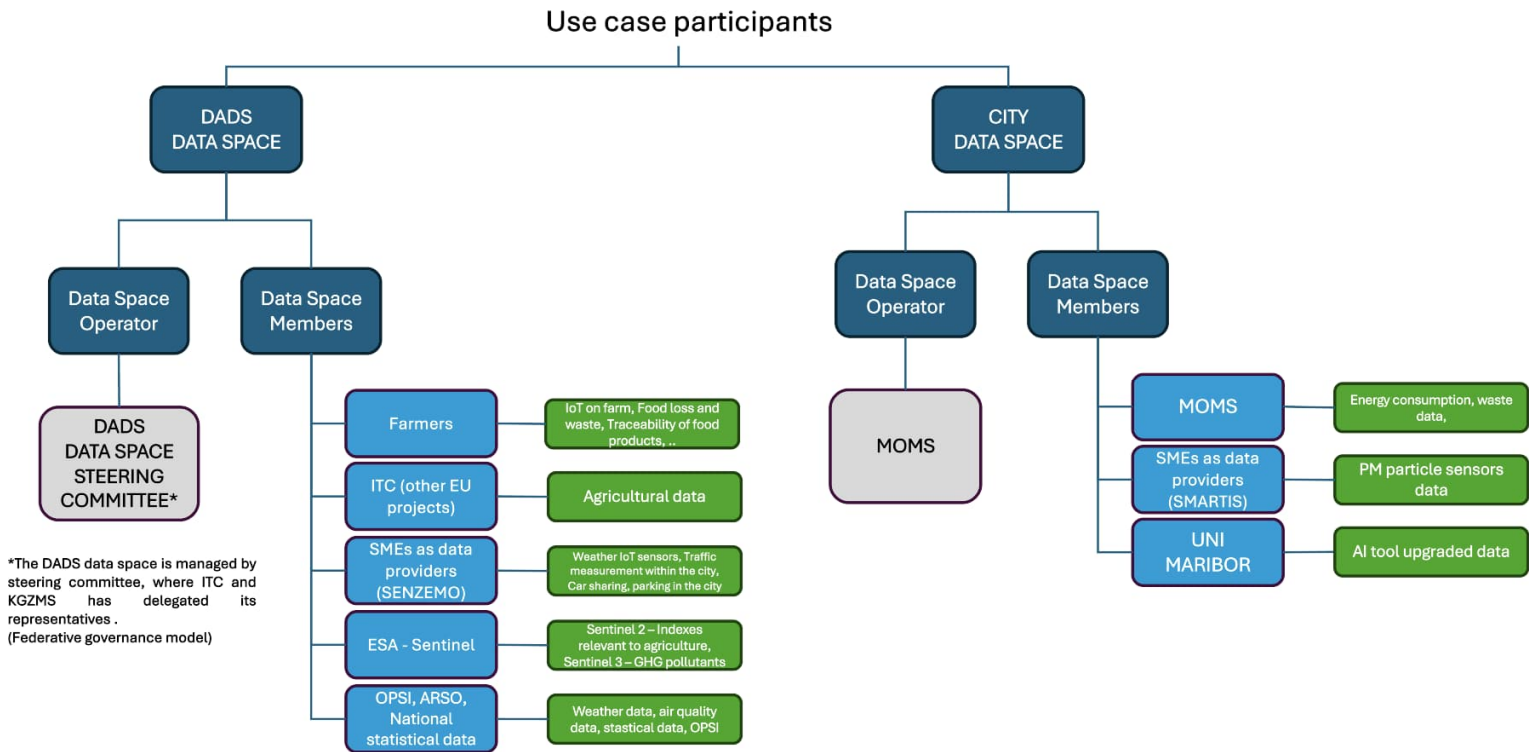 Use case participants
DADS
DATA SPACE
CITY
DATA SPACE
Data Space
Operator
Data Space
Members
Data Space
Operator
Data Space
Members
DADS
DATA SPACE
STEERING
COMMITTEE*
Farmers
IoT on farm, Food loss and
waste, Traceability of food
products, ..
ITC (other EU
projects)
Agricultural data
SMEs as data
providers
(SENZEMO)
Weather IoT sensors, Traffic
measurement within the city,
Car sharing, parking in the city
ESA - Sentinel
Sentinel 2 – Indexes
relevant to agriculture,
Sentinel 3 – GHG pollutants
OPSI, ARSO,
National
statistical data
Weather data, air quality
data, stastical data, OPSI
MOMS
MOMS
Energy consumption, waste
data,
SMEs as data
providers
(SMARTIS)
PM particle sensors
data
UNI
MARIBOR
AI tool upgraded data
*The DADS data space is managed by
steering committee, where ITC and
KGZMS has delegated its
representatives .
(Federative governance model)